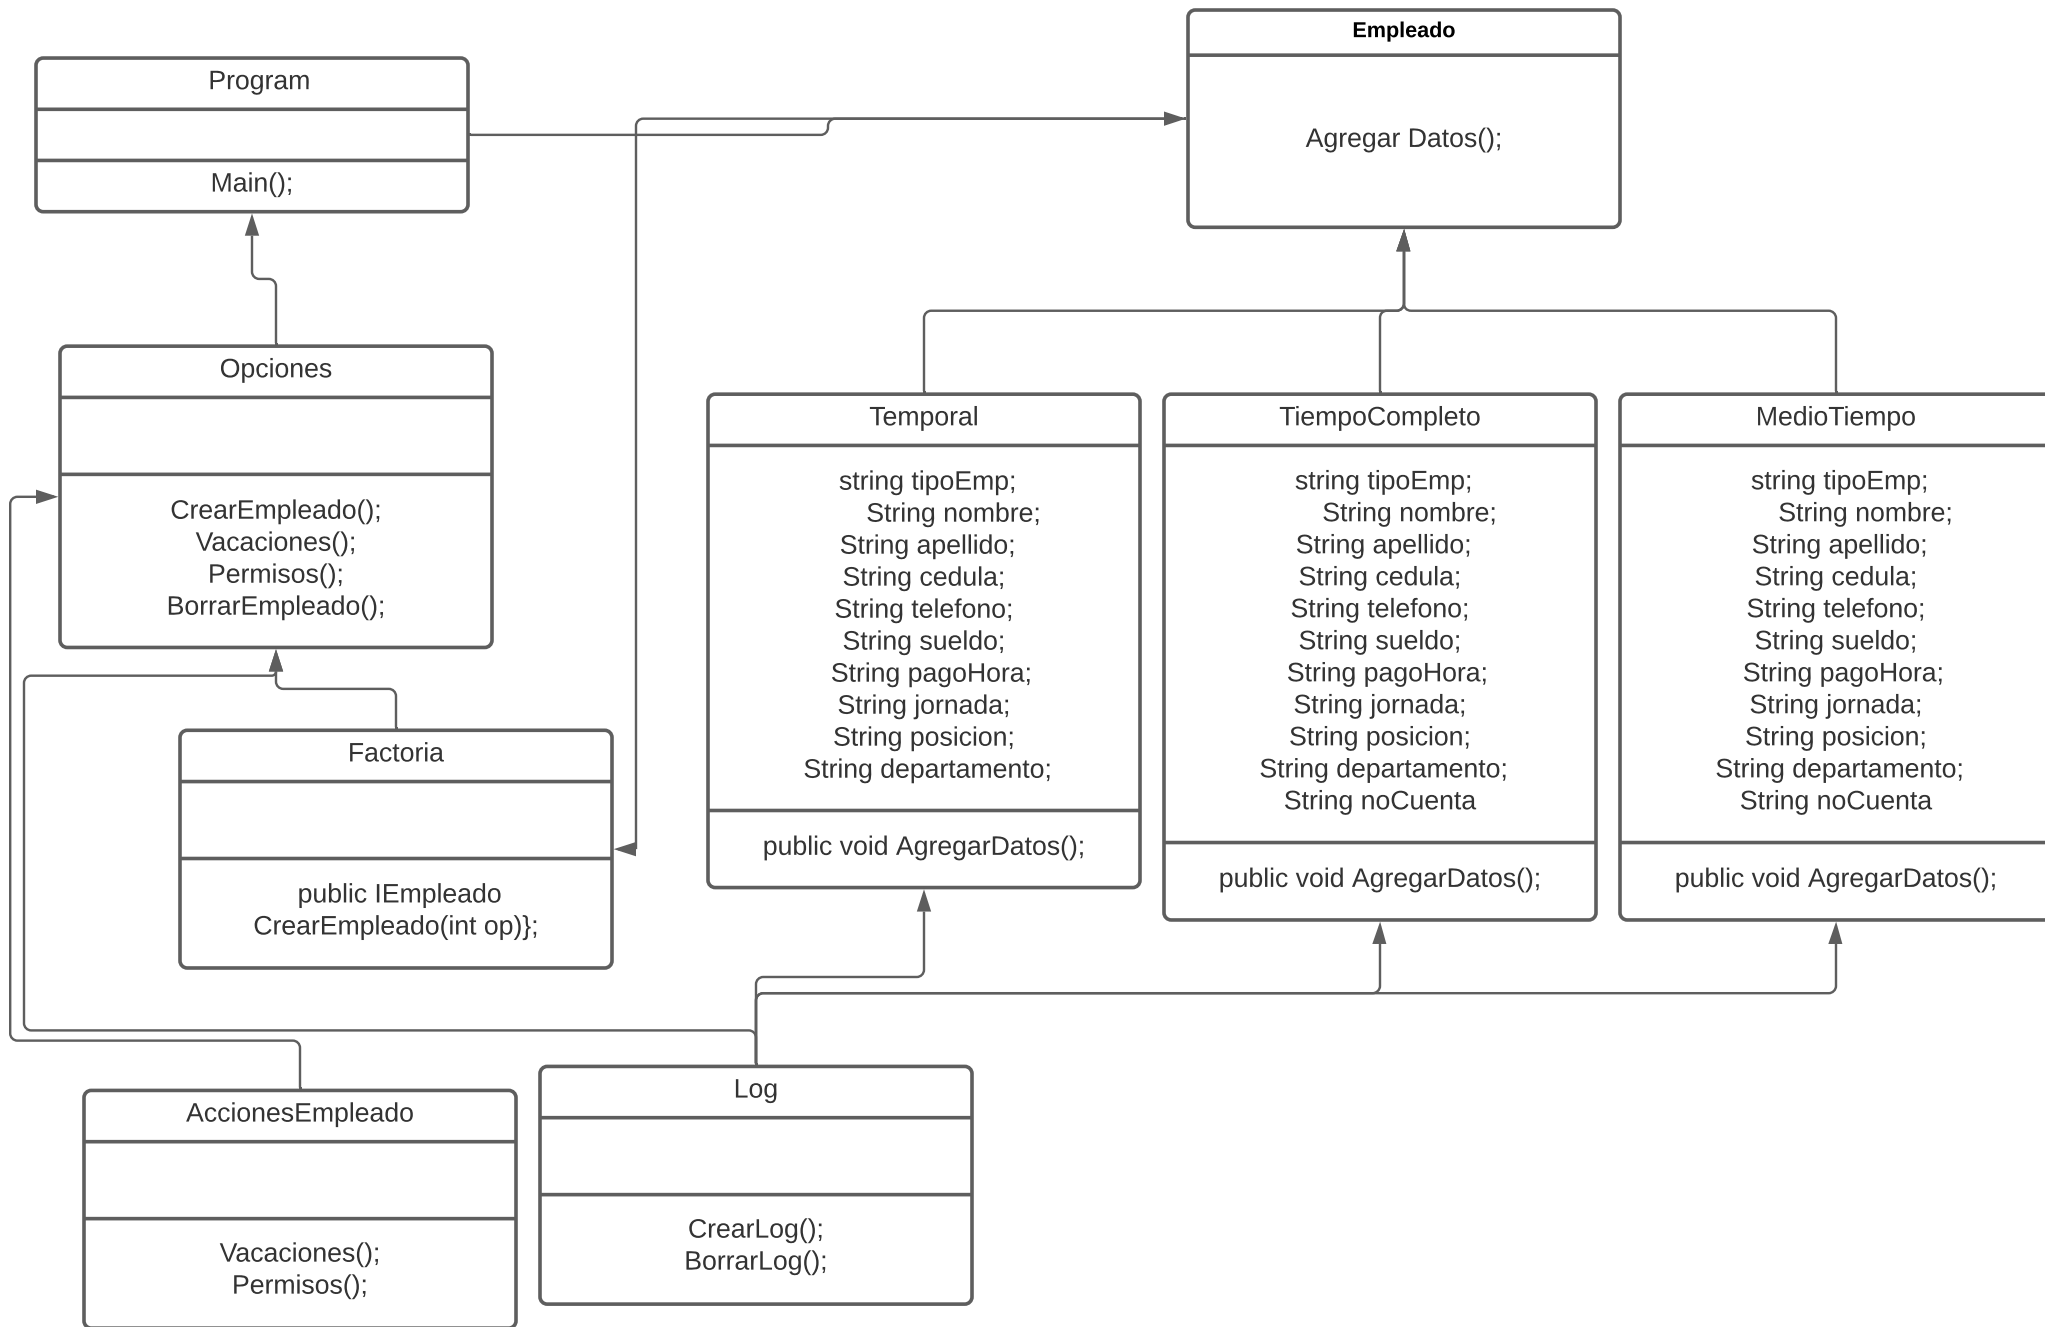 Empleado
Agregar Datos();
Program
Main();
Opciones
CrearEmpleado();
Vacaciones();
Permisos();
BorrarEmpleado();
Temporal
string tipoEmp;
String nombre;
String apellido;
String cedula;
String telefono;
String sueldo;
String pagoHora;
String jornada;
String posicion;
String departamento;
public void AgregarDatos();
TiempoCompleto
string tipoEmp;
String nombre;
String apellido;
String cedula;
String telefono;
String sueldo;
String pagoHora;
String jornada;
String posicion;
String departamento;
String noCuenta
public void AgregarDatos();
MedioTiempo
string tipoEmp;
String nombre;
String apellido;
String cedula;
String telefono;
String sueldo;
String pagoHora;
String jornada;
String posicion;
String departamento;
String noCuenta
public void AgregarDatos();
Factoria
public IEmpleado
CrearEmpleado(int op)};
AccionesEmpleado
Vacaciones();
Permisos();
Log
CrearLog();
BorrarLog();